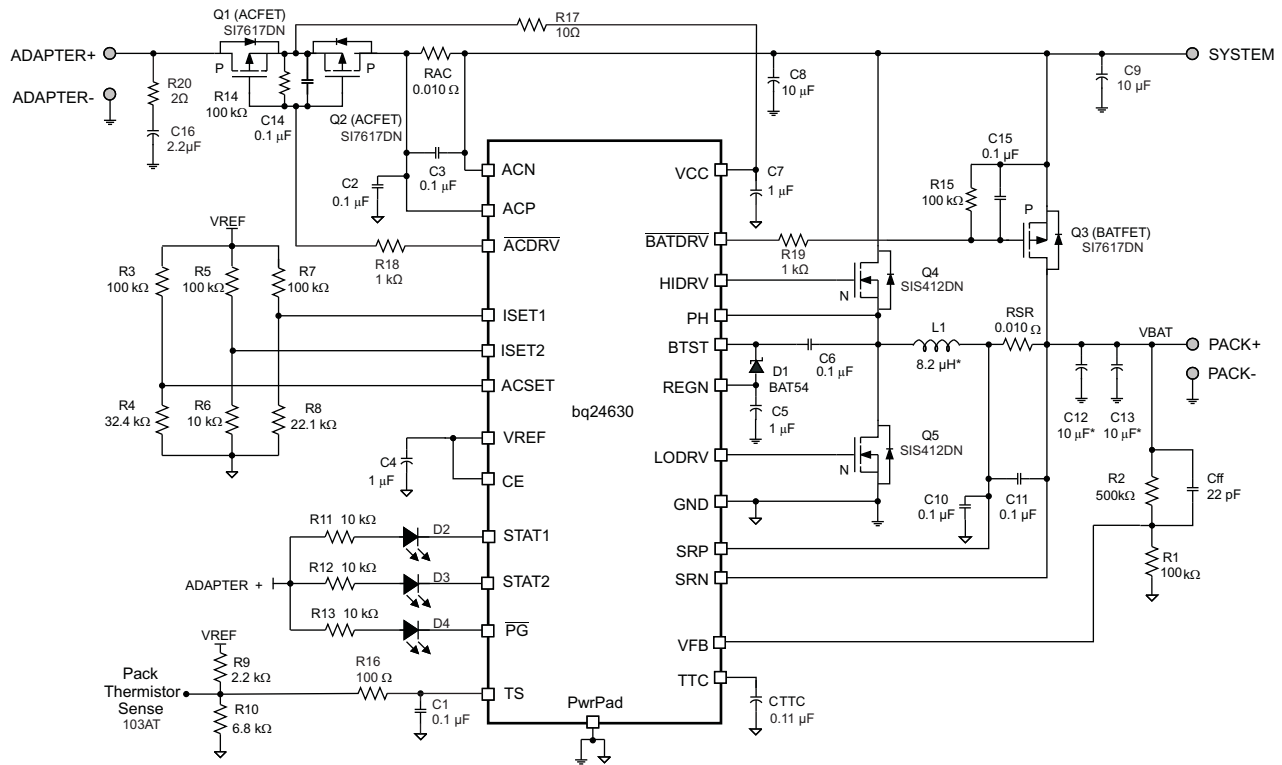 Q1 (ACFET)
SI7617DN
R17
10Ω
ADAPTER+
P
P
RAC
0.010 Ω
SYSTEM
R20
2Ω
R14
100 kΩ
C14
0.1 µF
Q2 (ACFET)
SI7617DN
C8
10 µF
C9
10 µF
ADAPTER-
C16
2.2µF
C3
0.1 µF
C2
0.1 µF
ACN
ACP
ACDRV
R18
1 kΩ
VCC
C7
1 µF
C15
0.1 µF
R15
100 kΩ
P
Q3 (BATFET)
SI7617DN
BATDRV
R19
1 kΩ
HIDRV
Q4
SIS412DN
N
PH
VREF
R3
100 kΩ
R5
100 kΩ
R7
100 kΩ
ISET1
ISET2
ACSET
BTST
C6
0.1 µF
L1
8.2 µH*
RSR
0.010 Ω
VBAT
PACK+
PACK-
REGN
D1
BAT54
C5
1 µF
C12
10 µF*
C13
10 µF*
R4
32.4 kΩ
R6
10 kΩ
R8
22.1 kΩ
bq24630
VREF
C4
1 µF
CE
LODRV
Q5
SIS412DN
N
GND
C10
0.1 µF
C11
0.1 µF
R2
500kΩ
Cff
22 pF
R1
100kΩ
R11 10 kΩ
D2
STAT1
R12 10 kΩ
D3
STAT2
ADAPTER +
R13 10 kΩ
D4
PG
SRP
SRN
VREF
R9
2.2 kΩ
Pack
Thermistor
Sense
103AT
R10
6.8 kΩ
R16
100 Ω
C1
0.1 µF
TS
VFB
TTC
CTTC
0.11 µF
PwrPad